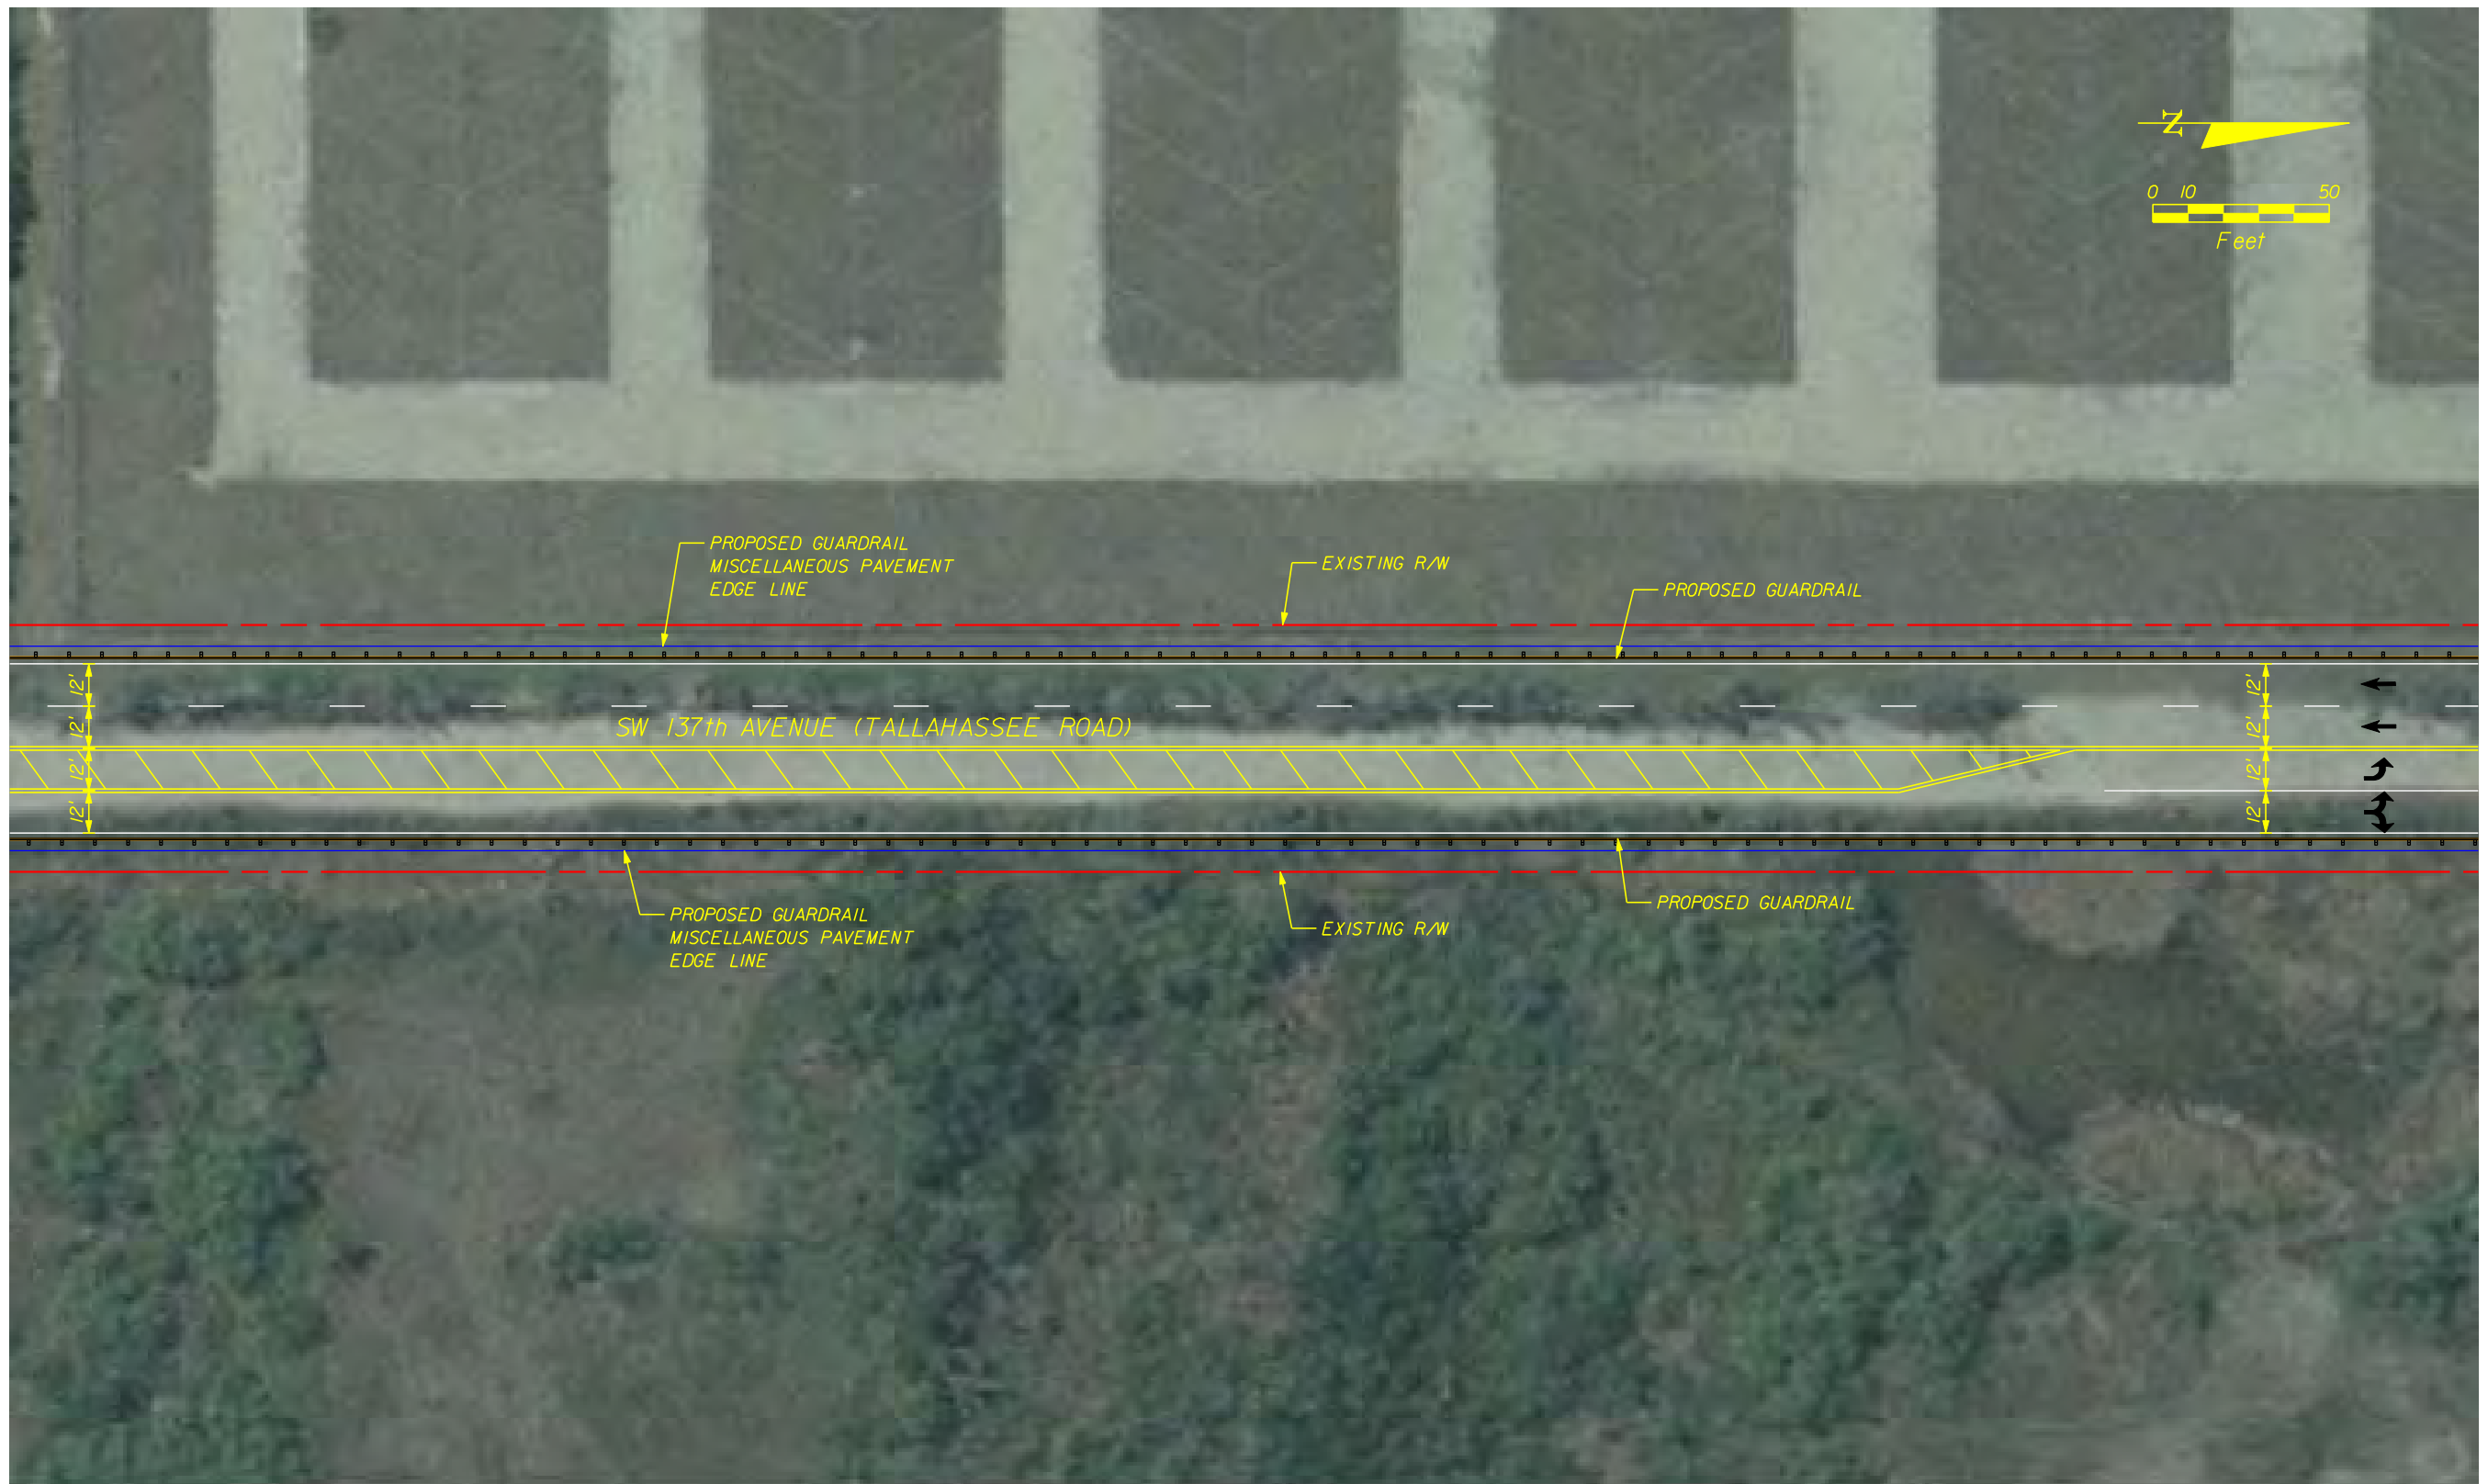 N
0 10 50
Feet
PROPOSED GUARDRAIL
MISCELLANEOUS PAVEMENT
EDGE LINE
EXISTING R/W
PROPOSED GUARDRAIL
12'
12'
12'
12'
SW 137th AVENUE (TALLAHASSEE ROAD)
12'
12'
12'
12'
PROPOSED GUARDRAIL
MISCELLANEOUS PAVEMENT
EDGE LINE
EXISTING R/W
PROPOSED GUARDRAIL